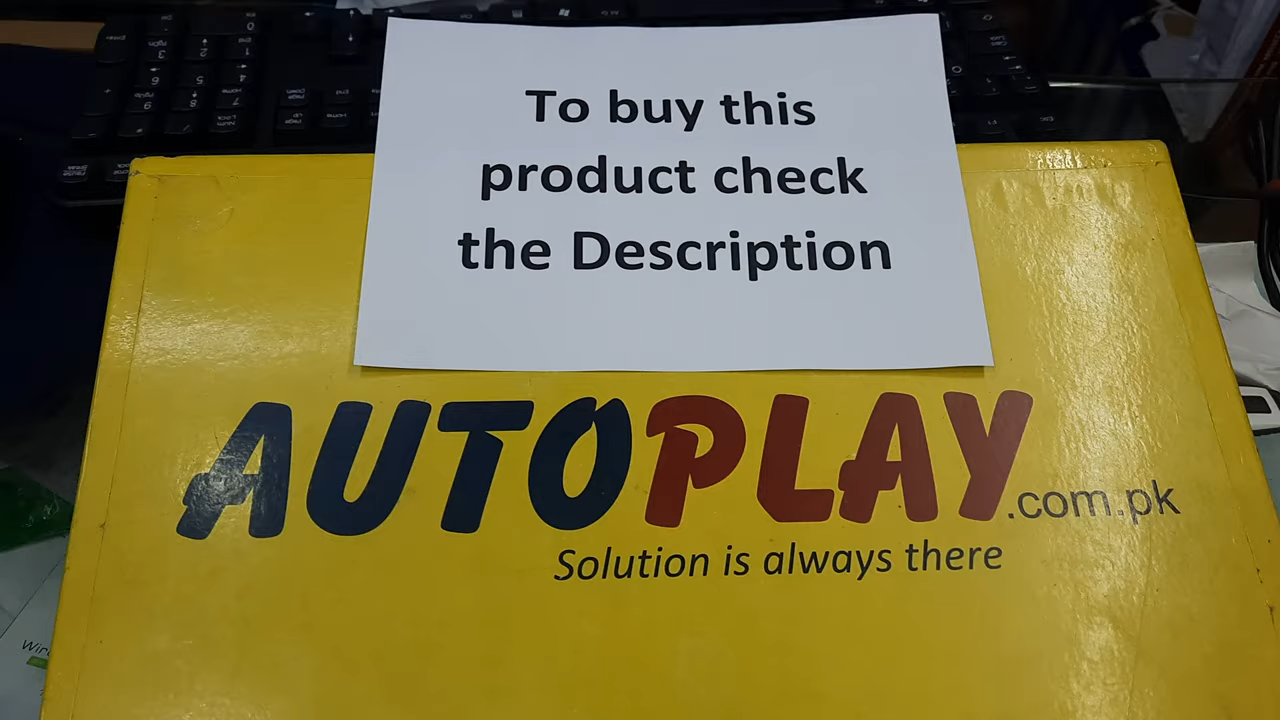 To buy this
product check
the Description
AUTOPLAY.com.pk
Solution is always there